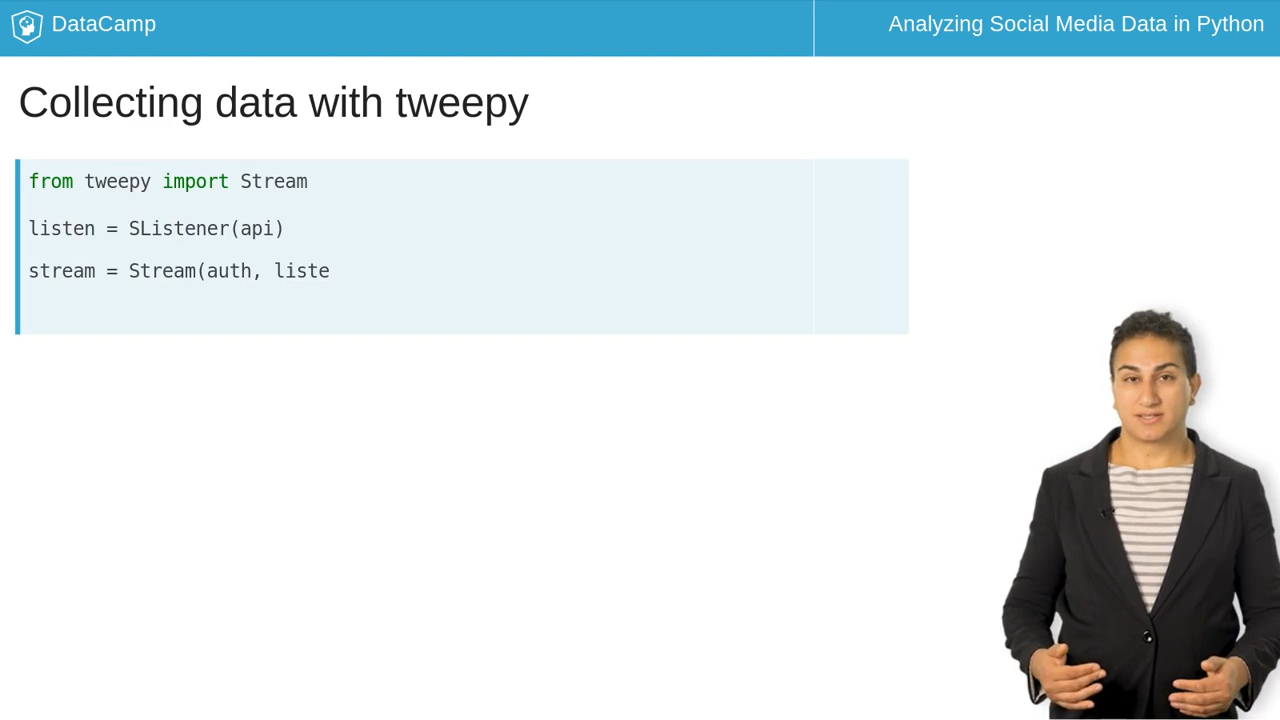 DataCamp
Analyzing Social Media Data in Python
Collecting data with tweepy
from tweepy import Stream
listen = SListener(api)
stream = Stream(auth, liste